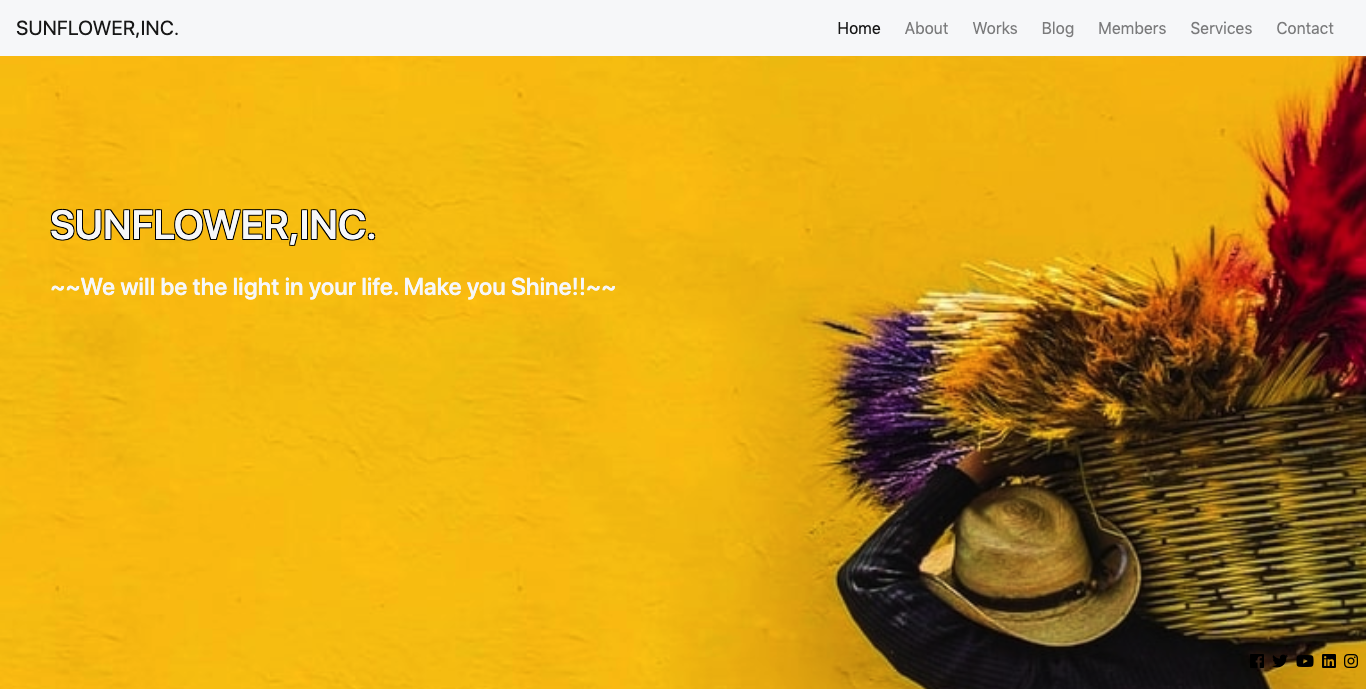 SUNFLOWER,INC.
Home About Works Blog Members Services Contact
SUNFLOWER,INC.
~~We will be the light in your life. Make you Shine!!~~